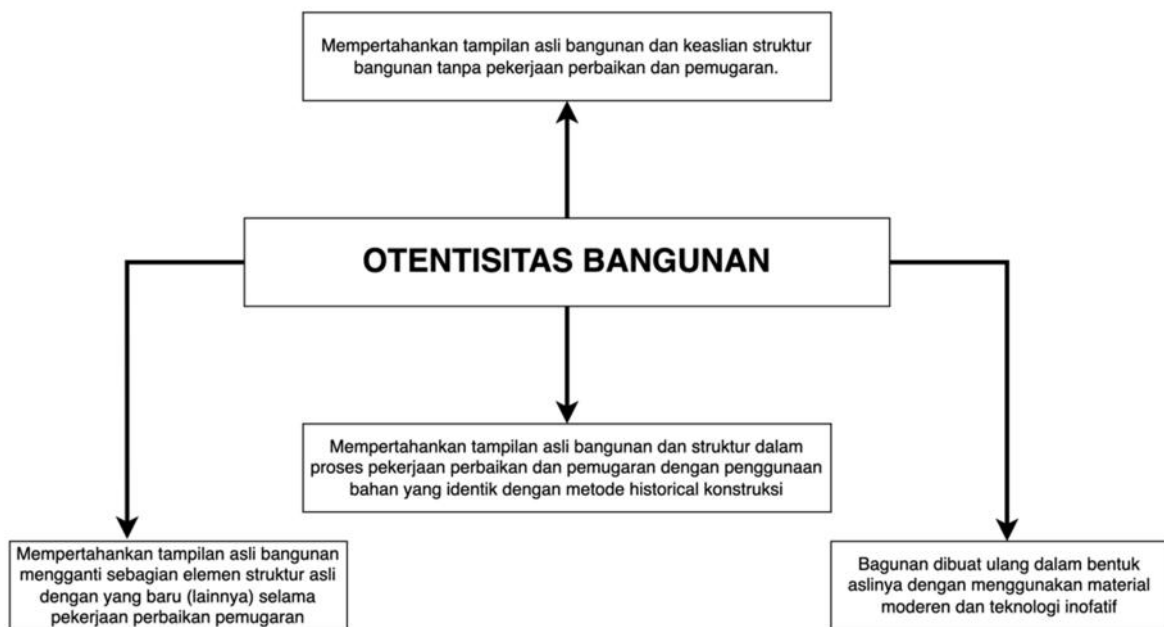 Mempertahankan tampilan asli bangunan dan keaslian struktur
bangunan tanpa pekerjaan perbaikan dan pemugaran.
OTENTISITAS BANGUNAN
Mempertahankan tampilan asli bangunan dan struktur dalam
proses pekerjaan perbaikan dan pemugaran dengan penggunaan
bahan yang identik dengan metode historical konstruksi
Mempertahankan tampilan asli bangunan
mengganti sebagian elemen struktur asli
dengan yang baru (lainnya) selama
pekerjaan perbaikan pemugaran
Bagunan dibuat ulang dalam bentuk
aslinya dengan menggunakan material
moderen dan teknologi inofatif